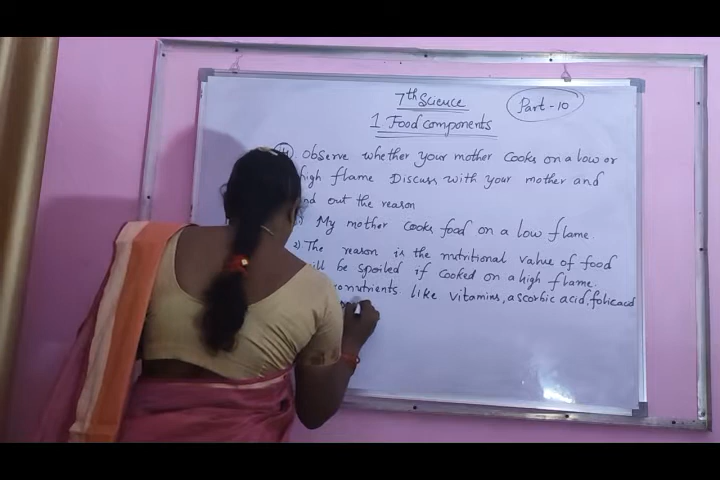 7th Science
Part-10
1 Food components
Observe whether your mother cooks on a low or
high flame Discuss with your mother and
out the reason
My mother cooks food on a low flame.
2) The reason is the nutritional value of food
be spoiled if cooked on a high flame.
like vitamins, ascorbic acid, folic acid